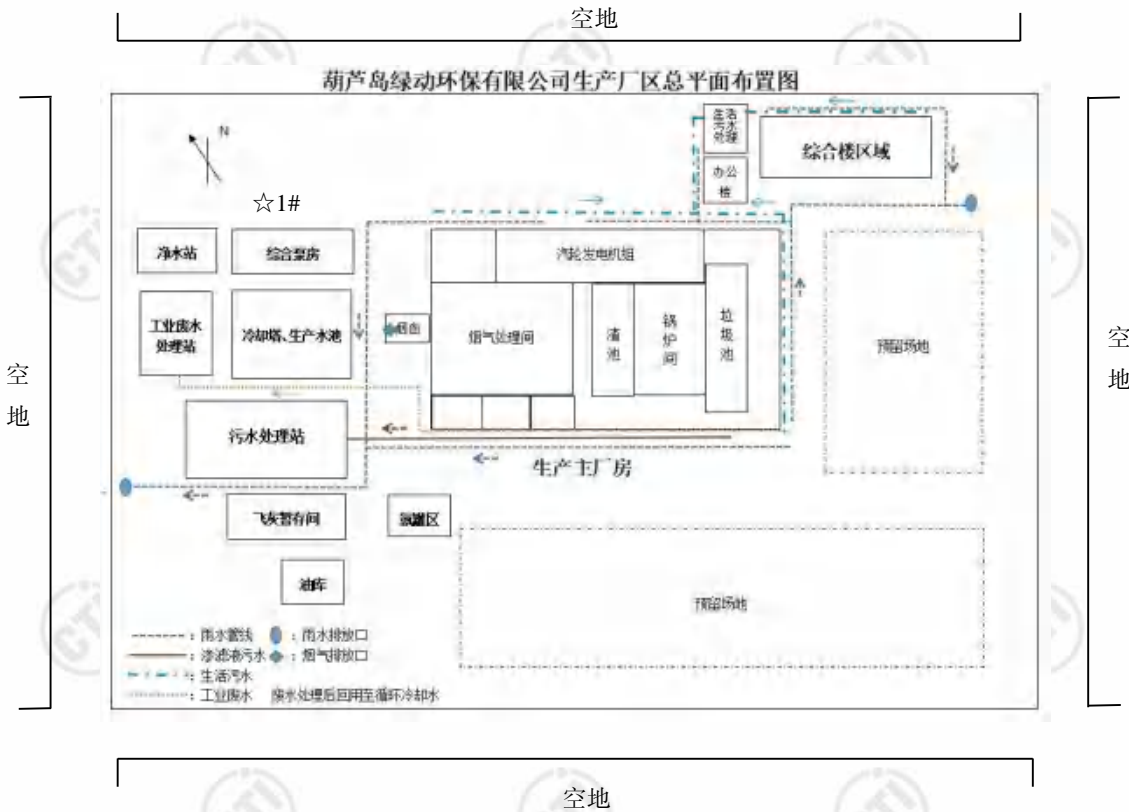 空地
葫芦岛绿动环保有限公司生产厂区总平面布置图
N
生活污水处理
综合楼区域
办公楼
☆1#
净水站
综合泵房
汽轮发电机组
工业废水处理站
冷却塔、生产水池
烟囱
烟气处理间
渣池
锅炉间
垃圾池
预留场地
空地
空地
污水处理站
生产主厂房
飞灰暂存间
氨罐区
油库
预留场地
：雨水管线
：雨水排放口
：渗滤液污水
：烟气排放口
：生活污水
：工业废水 废水处理后回用至循环冷却水
空地
CTI